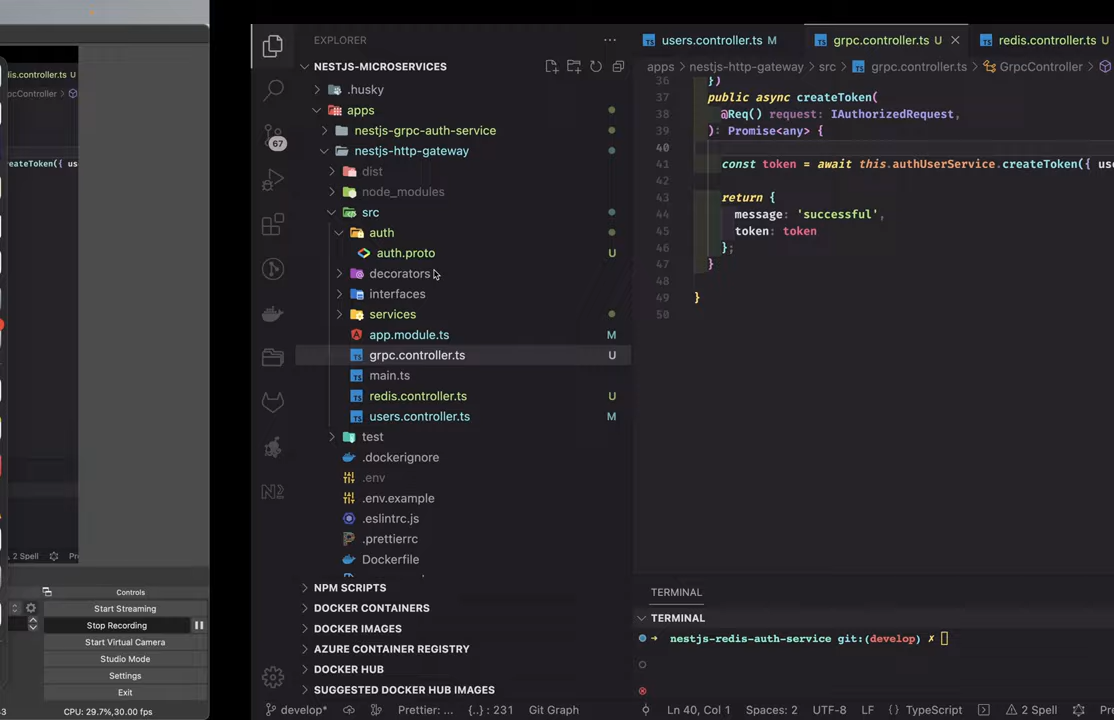 dis.controller.ts U
pcController
eateToken({ us
2 Spell
Pr
Controls
Start Streaming
Stop Recording
Start Virtual Camera
Studio Mode
Settings
Exit
CPU: 29.7%,30.00 fps
EXPLORER
NESTJS-MICROSERVICES
.husky
apps
nestjs-grpc-auth-service
nestjs-http-gateway
dist
node_modules
src
auth
auth.proto U
decorators
interfaces
services
app.module.ts M
grpc.controller.ts U
main.ts
redis.controller.ts U
users.controller.ts M
test
.dockerignore
.env
.env.example
.eslintrc.js
.prettierrc
Dockerfile
NPM SCRIPTS
DOCKER CONTAINERS
DOCKER IMAGES
AZURE CONTAINER REGISTRY
DOCKER HUB
SUGGESTED DOCKER HUB IMAGES
67
users.controller.ts M
grpc.controller.ts U
redis.controller.ts U
apps > nestjs-http-gateway > src > grpc.controller.ts > GrpcController >
36 })
37 public async createToken(
38 @Req() request: IAuthorizedRequest,
39 ): Promise<any> {
40
41 const token = await this.authUserService.createToken({ us
42
43 return {
44 message: 'successful',
45 token: token
46 };
47 }
48
49 }
50
TERMINAL
TERMINAL
nestjs-redis-auth-service git:(develop) ✗
develop* Prettier: ... {..} : 231 Git Graph Ln 40, Col 1 Spaces: 2 UTF-8 LF {} TypeScript 2 Spell Pr